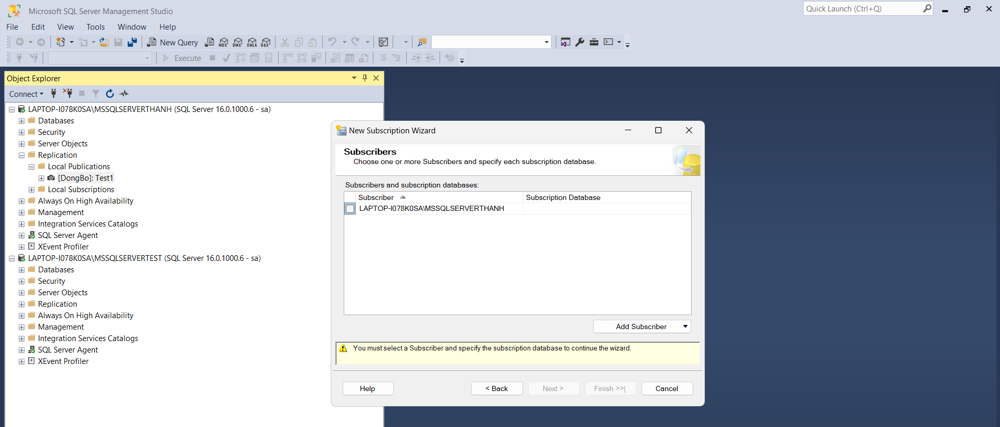 Microsoft SQL Server Management Studio
Quick Launch (Ctrl+Q)
File Edit View Tools Window Help
New Query MDX DMX XMLA DAX
Execute
Object Explorer
Connect
LAPTOP-I078K0SA\MSSQLSERVERTHANH (SQL Server 16.0.1000.6 - sa)
Databases
Security
Server Objects
Replication
Local Publications
[DongBo]: Test1
Local Subscriptions
Always On High Availability
Management
Integration Services Catalogs
SQL Server Agent
XEvent Profiler
LAPTOP-I078K0SA\MSSQLSERVERTEST (SQL Server 16.0.1000.6 - sa)
Databases
Security
Server Objects
Replication
Always On High Availability
Management
Integration Services Catalogs
SQL Server Agent
XEvent Profiler
New Subscription Wizard
Subscribers
Choose one or more Subscribers and specify each subscription database.
Subscribers and subscription databases:
Subscriber Subscription Database
LAPTOP-I078K0SA\MSSQLSERVERTHANH
Add Subscriber
You must select a Subscriber and specify the subscription database to continue the wizard.
Help < Back Next > Finish >>| Cancel